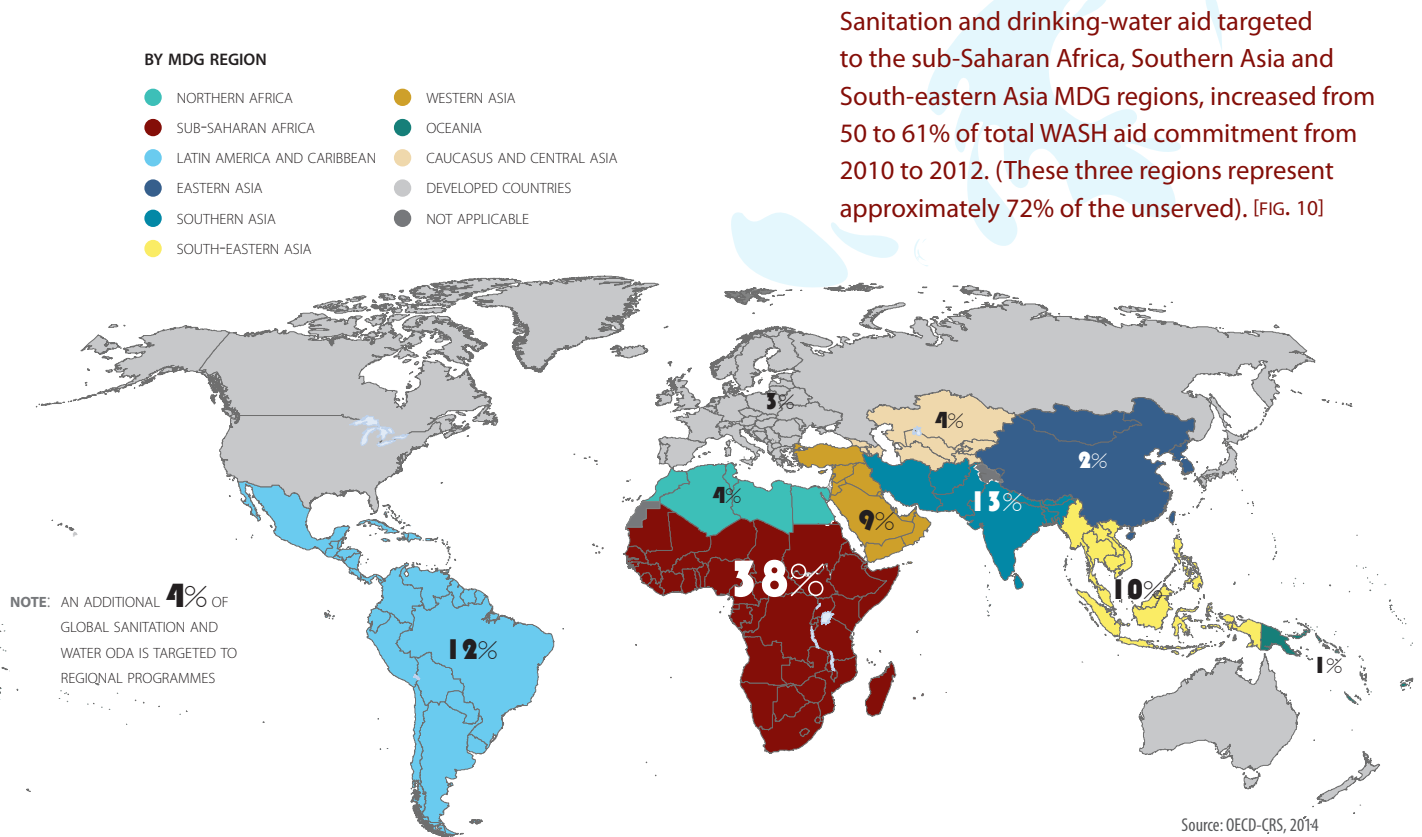 Sanitation and drinking-water aid targeted
to the sub-Saharan Africa, Southern Asia and
South-eastern Asia MDG regions, increased from
50 to 61% of total WASH aid commitment from
2010 to 2012. (These three regions represent
approximately 72% of the unserved). [FIG. 10]
BY MDG REGION
NORTHERN AFRICA
SUB-SAHARAN AFRICA
LATIN AMERICA AND CARIBBEAN
EASTERN ASIA
SOUTHERN ASIA
SOUTH-EASTERN ASIA
WESTERN ASIA
OCEANIA
CAUCASUS AND CENTRAL ASIA
DEVELOPED COUNTRIES
NOT APPLICABLE
3%
4%
2%
4%
13%
9%
38%
10%
12%
1%
NOTE: AN ADDITIONAL 4% OF
GLOBAL SANITATION AND
WATER ODA IS TARGETED TO
REGIONAL PROGRAMMES
Source: OECD-CRS, 2014